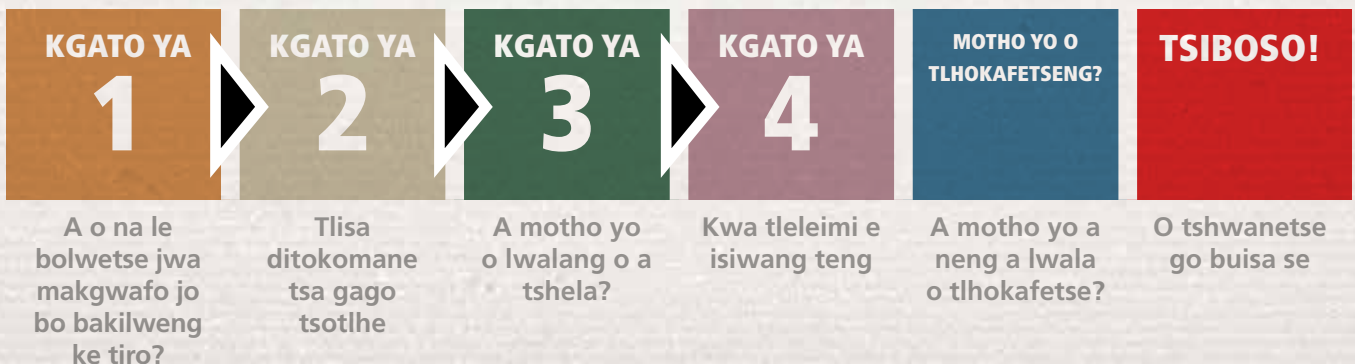 KGATO YA
1
KGATO YA
2
KGATO YA
3
KGATO YA
4
MOTHO YO O
TLHOKAFETSENG?
TSIBOSO!
A o na le
bolwetse jwa
makgwafo jo
bo bakilweng
ke tiro?
Tlisa
ditokomane
tsa gago
tsotlhe
A motho yo
o lwalang o a
tshela?
Kwa tleleimi e
isiwang teng
A motho yo a
neng a lwala
o tlhokafetse?
O tshwanetse
go buisa se